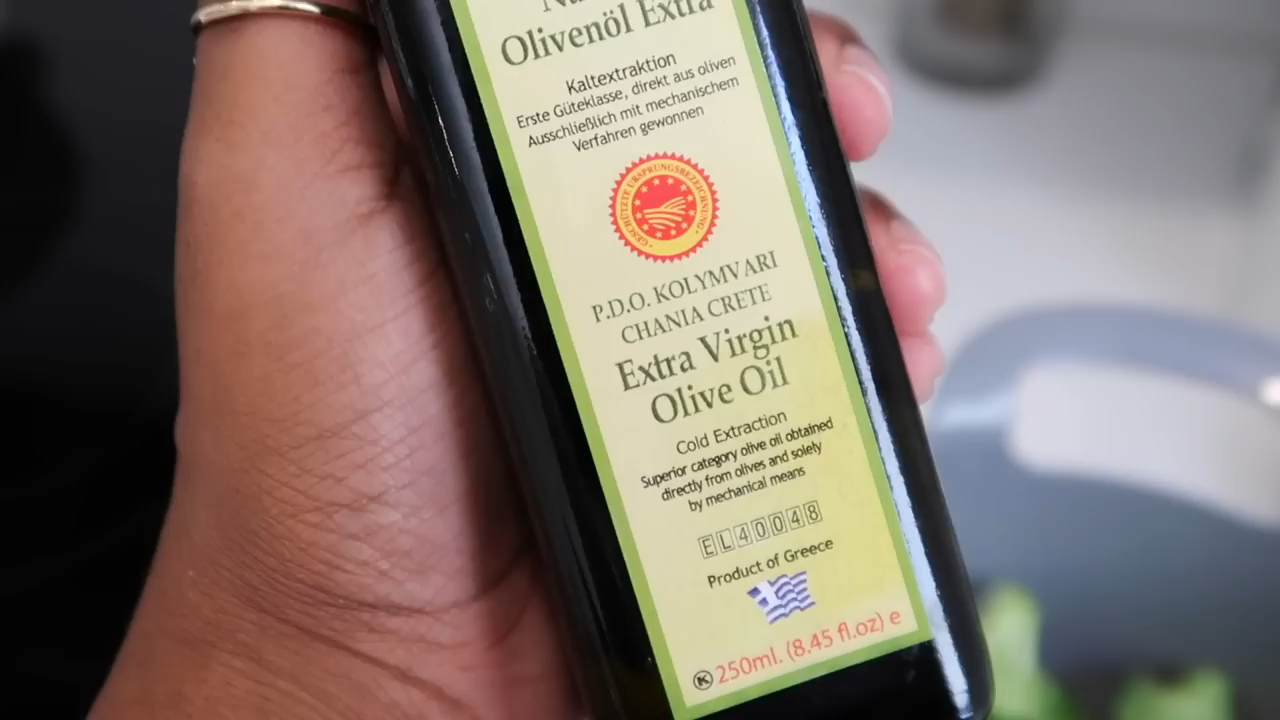 Olivenöl Extra
Kaltextraktion
Erste Güteklasse, direkt aus oliven
Ausschließlich mit mechanischem
Verfahren gewonnen
GESCHÜTZTE URSPRUNGSBEZEICHNUNG
P.D.O. KOLYMVARI
CHANIA CRETE
Extra Virgin
Olive Oil
Cold Extraction
Superior category olive oil obtained
directly from olives and solely
by mechanical means
EL40048
Product of Greece
K 250ml. (8.45 fl.oz) e